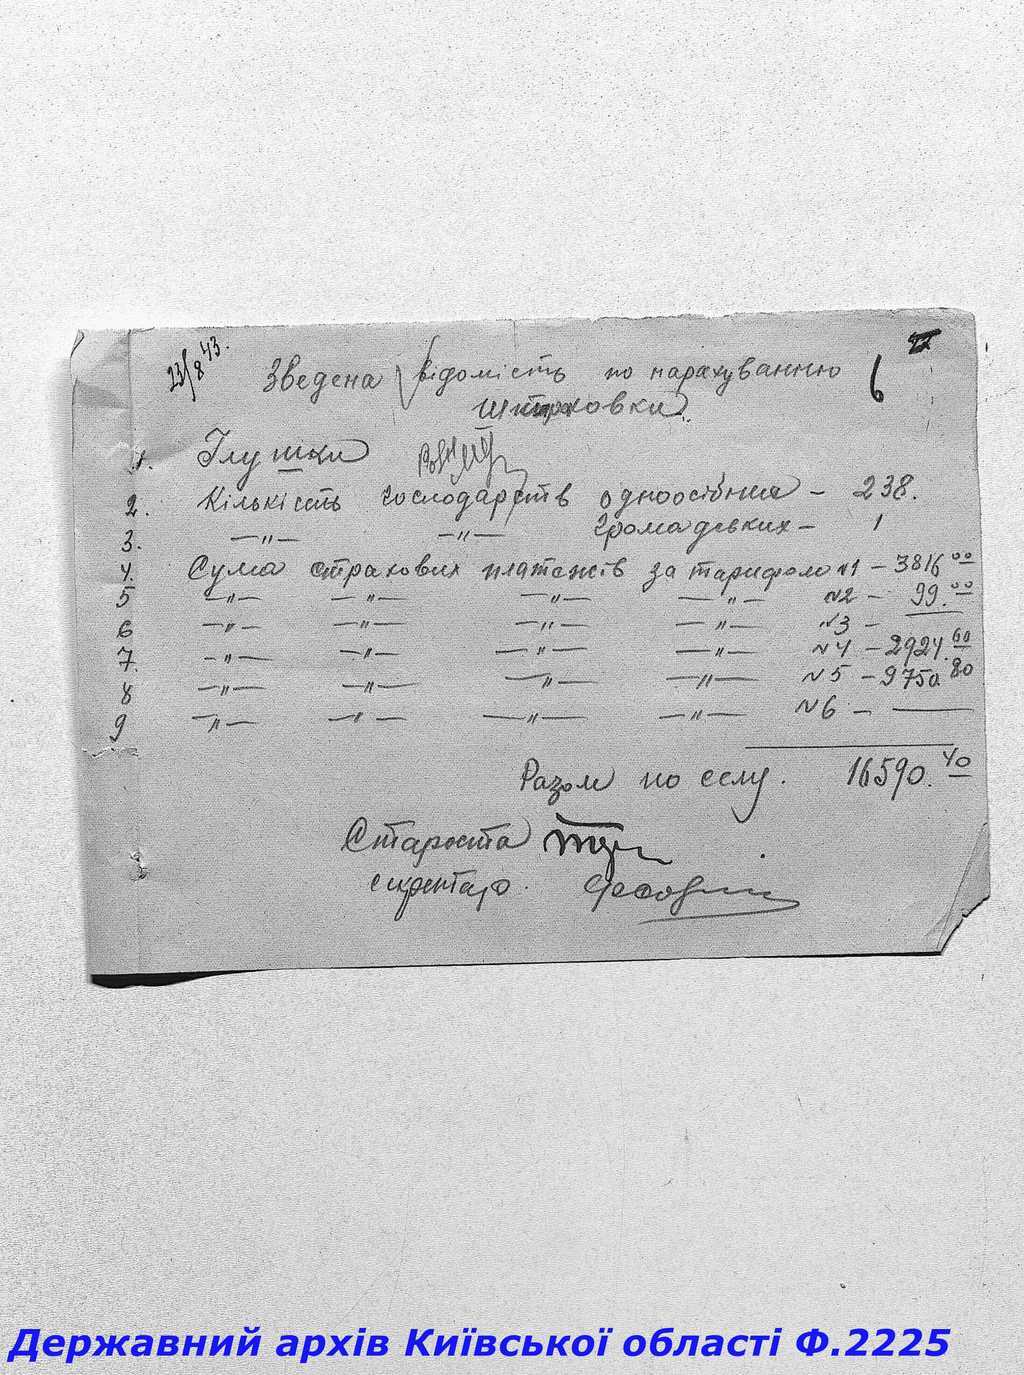 23/8 43.
6
Зведена відомість по нарахуванню
Штраховки.
1. Глушки
2. Кількість господарств одноосібних – 238.
3. —"— —"— Громадських – 1
4. Сума страхових платежів за тарифом №1 – 3816 00
5 —"— —"— —"— —"— №2 – 99.00
6 —"— —"— —"— —"— №3 – —
7. —"— —"— —"— —"— №4 – 2924.60
8 —"— —"— —"— —"— №5 – 9750.80
9 —"— —"— —"— —"— №6 – —
Разом по селу. 16590.40
Староста
секретар.
Державний архів Київської області Ф.2225